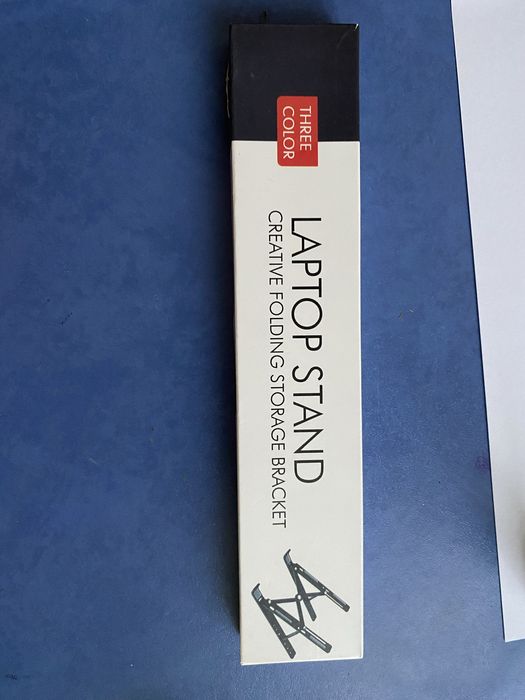 THREE
COLOR
LAPTOP STAND
CREATIVE FOLDING STORAGE BRACKET